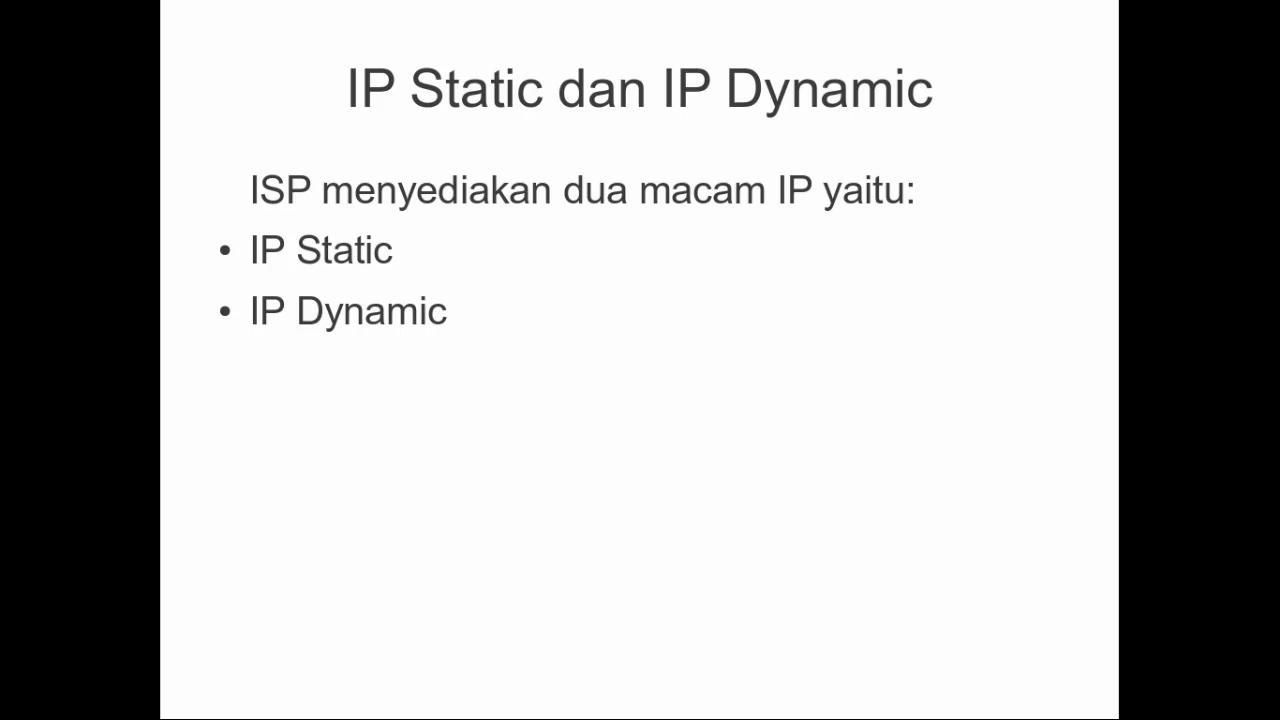 IP Static dan IP Dynamic
ISP menyediakan dua macam IP yaitu:
• IP Static
• IP Dynamic